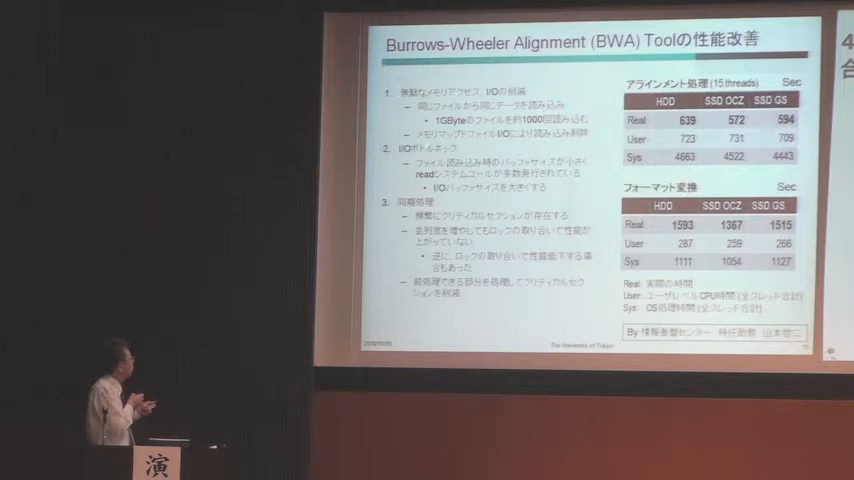 Burrows-Wheeler Alignment (BWA) Toolの性能改善
1. 無駄なメモリアクセス、I/Oの削減
– 同じファイルから同じデータを読み込み
• 1GByteのファイルを約1000回読み込む
– メモリマップドファイルI/Oにより読み込み削除
2. I/Oボトルネック
– ファイル読み込み時のバッファサイズが小さく
readシステムコールが多数発行されている
• I/Oバッファサイズを大きくする
3. 同期処理
– 頻繁にクリティカルセクションが存在する
– 並列度を増やしてもロックの取り合いで性能が
上がっていない
• 逆に、ロックの取り合いで性能低下する場
合もあった
– 前処理できる部分を処理してクリティカルセク
ションを削減
アラインメント処理 (15 threads) Sec
HDD SSD OCZ SSD GS
Real 639 572 594
User 723 731 709
Sys 4663 4522 4443
フォーマット変換 Sec
HDD SSD OCZ SSD GS
Real 1593 1367 1515
User 287 259 266
Sys 1111 1054 1127
Real: 実際の時間
User: ユーザレベルCPU時間 (全スレッド合計)
Sys: OS処理時間 (全スレッド合計)
By 情報基盤センター 特任助教
The University of Tokyo
4
合
演